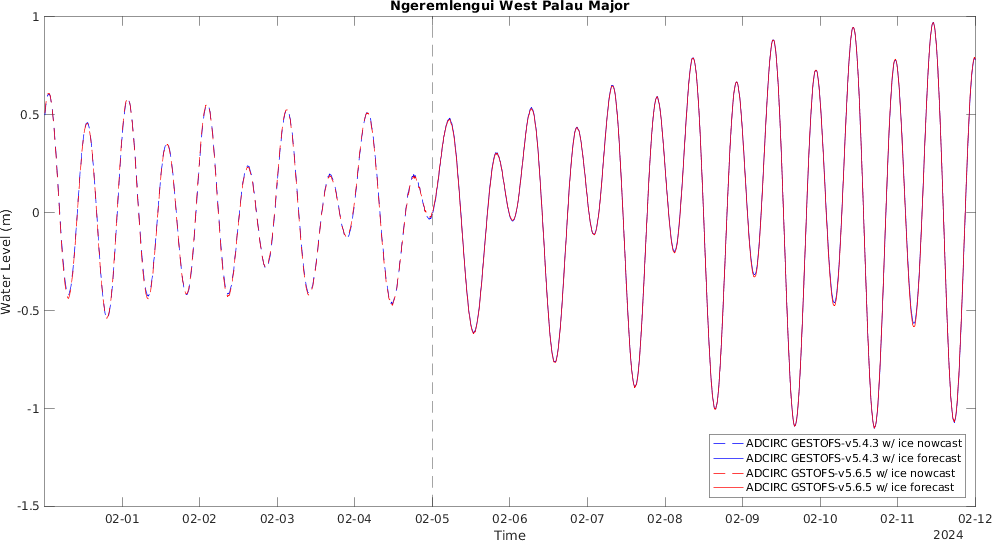 Ngeremlengui West Palau Major
1
0.5
0
-0.5
-1
-1.5
Water Level (m)
02-01 02-02 02-03 02-04 02-05 02-06 02-07 02-08 02-09 02-10 02-11 02-12
Time
2024
ADCIRC GESTOFS-v5.4.3 w/ ice nowcast
ADCIRC GESTOFS-v5.4.3 w/ ice forecast
ADCIRC GSTOFS-v5.6.5 w/ ice nowcast
ADCIRC GSTOFS-v5.6.5 w/ ice forecast